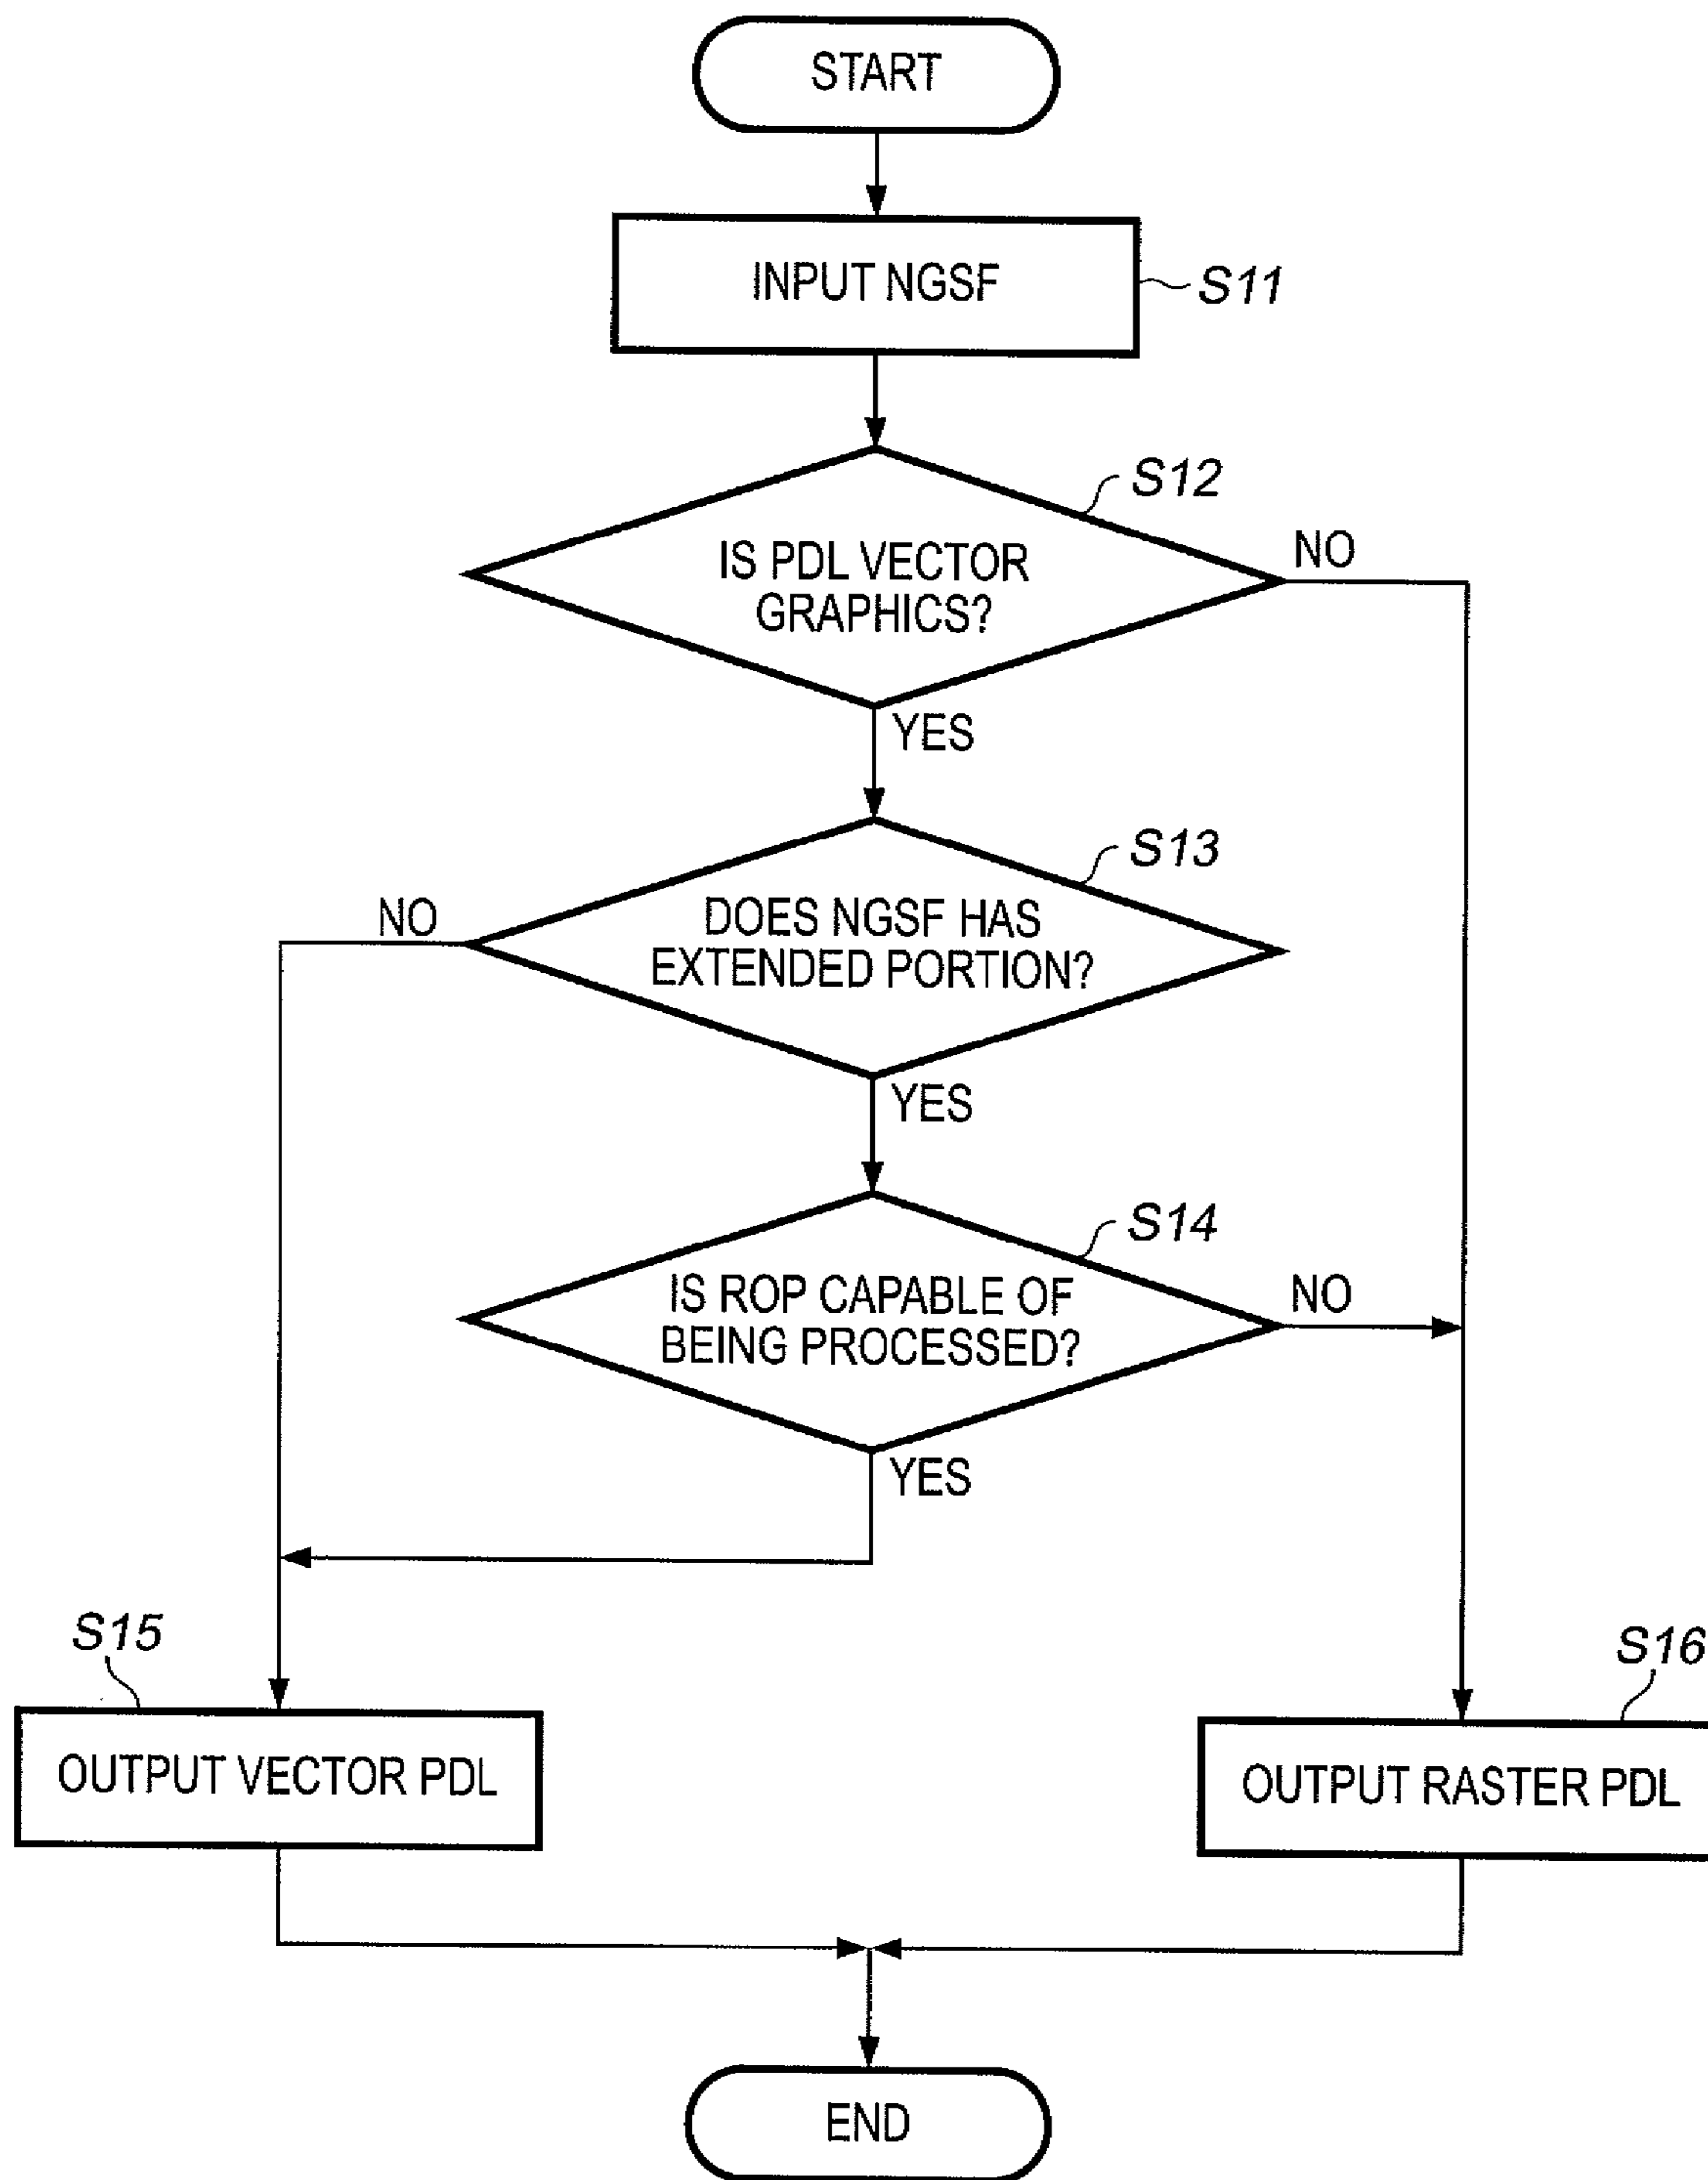 START
INPUT NGSF
S11
S12
IS PDL VECTOR
GRAPHICS?
NO
YES
S13
NO
DOES NGSF HAS
EXTENDED PORTION?
YES
S14
IS ROP CAPABLE OF
BEING PROCESSED?
NO
YES
S15
S16
OUTPUT VECTOR PDL
OUTPUT RASTER PDL
END